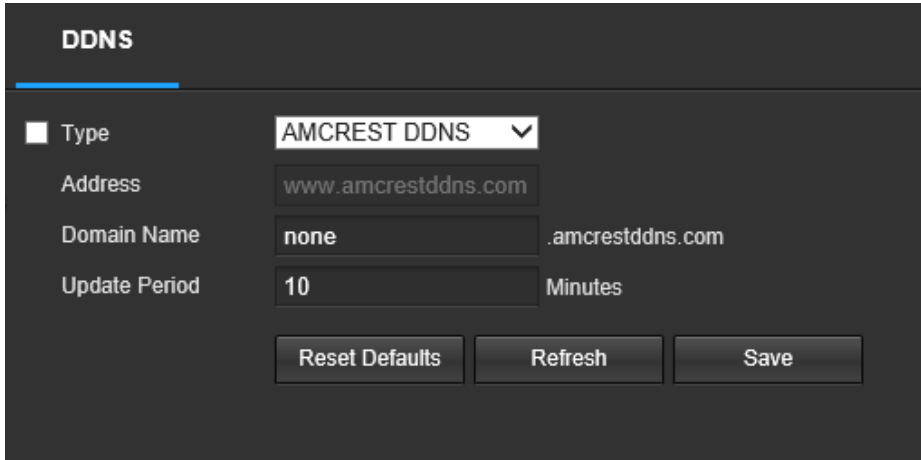 DDNS
Type AMCREST DDNS
Address www.amcrestddns.com
Domain Name none .amcrestddns.com
Update Period 10 Minutes
Reset Defaults Refresh Save